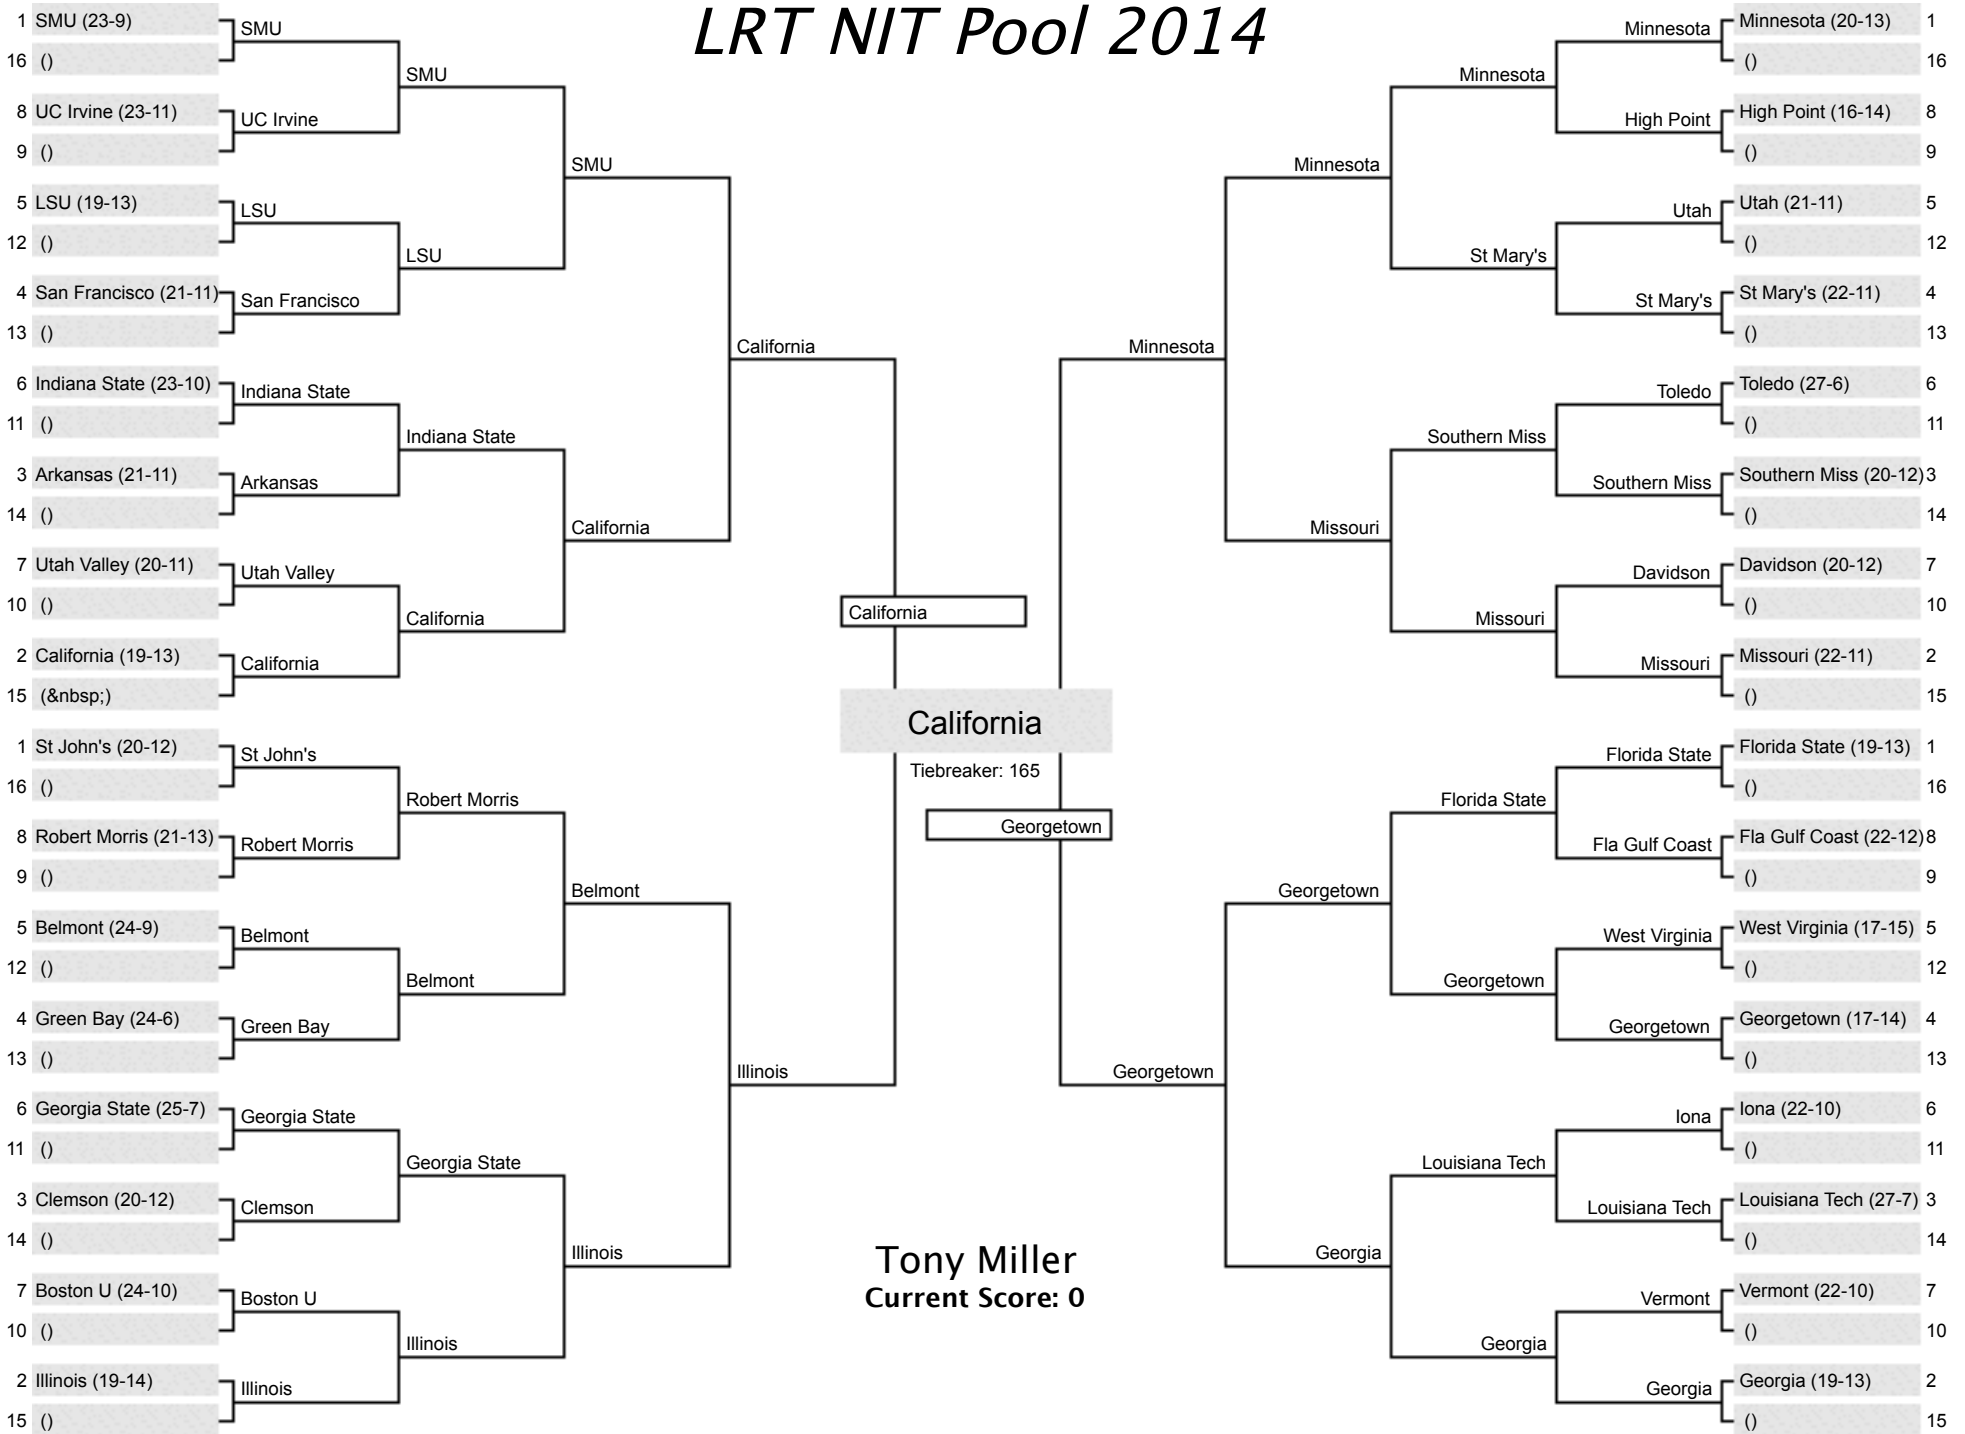 LRT NIT Pool 2014
1 SMU (23-9)
16 ()
8 UC Irvine (23-11)
9 ()
5 LSU (19-13)
12 ()
4 San Francisco (21-11)
13 ()
6 Indiana State (23-10)
11 ()
3 Arkansas (21-11)
14 ()
7 Utah Valley (20-11)
10 ()
2 California (19-13)
15 (&nbsp;)
1 St John's (20-12)
16 ()
8 Robert Morris (21-13)
9 ()
5 Belmont (24-9)
12 ()
4 Green Bay (24-6)
13 ()
6 Georgia State (25-7)
11 ()
3 Clemson (20-12)
14 ()
7 Boston U (24-10)
10 ()
2 Illinois (19-14)
15 ()
SMU
UC Irvine
LSU
San Francisco
Indiana State
Arkansas
Utah Valley
California
St John's
Robert Morris
Belmont
Green Bay
Georgia State
Clemson
Boston U
Illinois
SMU
LSU
Indiana State
California
Robert Morris
Belmont
Georgia State
Illinois
SMU
California
Belmont
Illinois
California
Illinois
California
California
Tiebreaker: 165
Georgetown
Tony Miller
Current Score: 0
Minnesota
Georgetown
Minnesota
Missouri
Georgetown
Georgia
Minnesota
St Mary's
Southern Miss
Missouri
Florida State
Georgetown
Louisiana Tech
Georgia
Minnesota
High Point
Utah
St Mary's
Toledo
Southern Miss
Davidson
Missouri
Florida State
Fla Gulf Coast
West Virginia
Georgetown
Iona
Louisiana Tech
Vermont
Georgia
Minnesota (20-13) 1
() 16
High Point (16-14) 8
() 9
Utah (21-11) 5
() 12
St Mary's (22-11) 4
() 13
Toledo (27-6) 6
() 11
Southern Miss (20-12) 3
() 14
Davidson (20-12) 7
() 10
Missouri (22-11) 2
() 15
Florida State (19-13) 1
() 16
Fla Gulf Coast (22-12) 8
() 9
West Virginia (17-15) 5
() 12
Georgetown (17-14) 4
() 13
Iona (22-10) 6
() 11
Louisiana Tech (27-7) 3
() 14
Vermont (22-10) 7
() 10
Georgia (19-13) 2
() 15